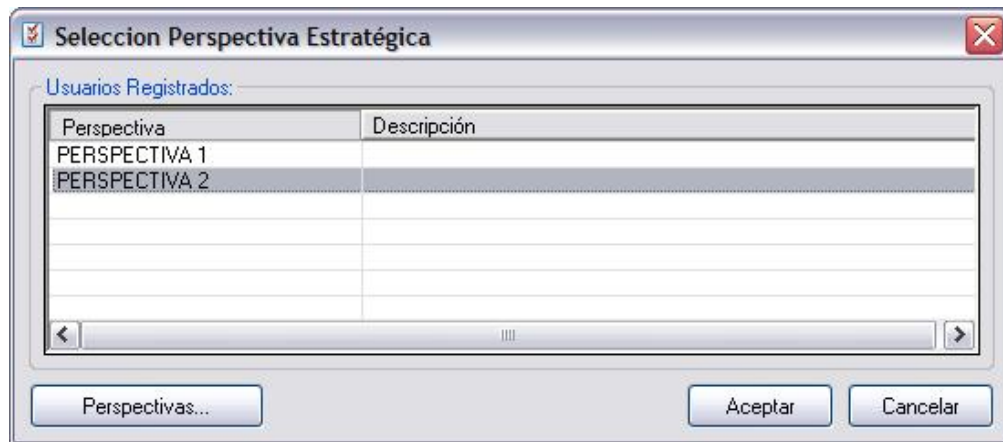 Seleccion Perspectiva Estratégica
Usuarios Registrados:
Perspectiva Descripción
PERSPECTIVA 1
PERSPECTIVA 2
Perspectivas... Aceptar Cancelar